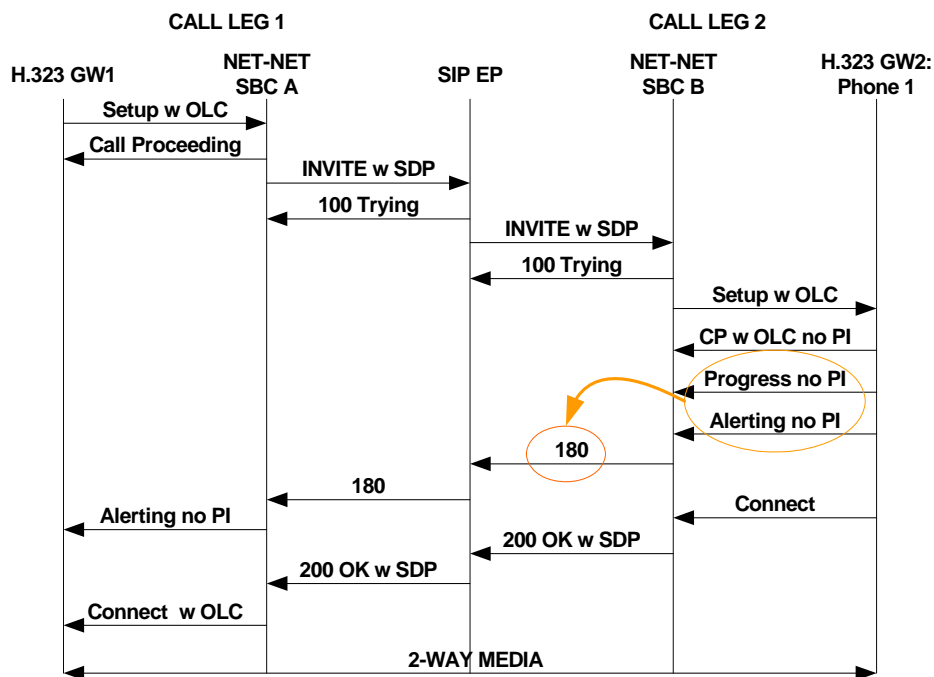 CALL LEG 1
CALL LEG 2
H.323 GW1
NET-NET
SBC A
SIP EP
NET-NET
SBC B
H.323 GW2:
Phone 1
Setup w OLC
Call Proceeding
INVITE w SDP
100 Trying
INVITE w SDP
100 Trying
Setup w OLC
CP w OLC no PI
Progress no PI
Alerting no PI
180
180
Connect
Alerting no PI
200 OK w SDP
200 OK w SDP
Connect w OLC
2-WAY MEDIA